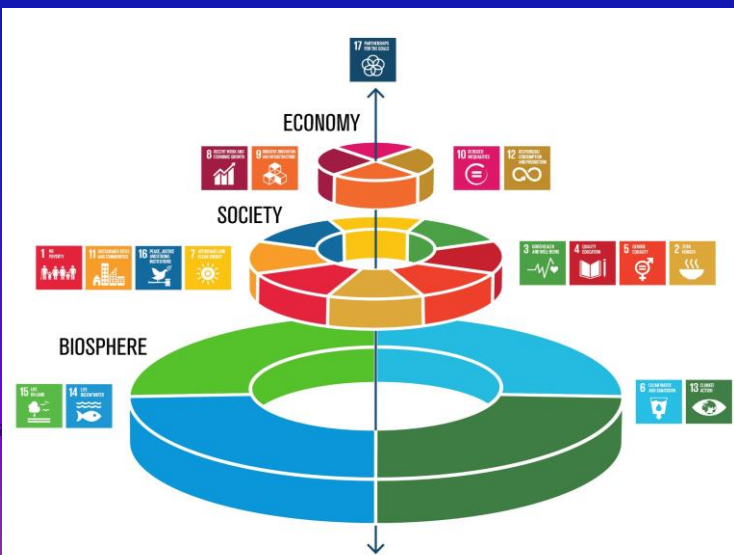 17 PARTNERSHIPS
FOR THE GOALS
ECONOMY
8 DECENT WORK AND
ECONOMIC GROWTH
9 INDUSTRY, INNOVATION
AND INFRASTRUCTURE
10 REDUCED
INEQUALITIES
12 RESPONSIBLE
CONSUMPTION
AND PRODUCTION
SOCIETY
1 NO
POVERTY
11 SUSTAINABLE CITIES
AND COMMUNITIES
16 PEACE, JUSTICE
AND STRONG
INSTITUTIONS
7 AFFORDABLE AND
CLEAN ENERGY
3 GOOD HEALTH
AND WELL-BEING
4 QUALITY
EDUCATION
5 GENDER
EQUALITY
2 ZERO
HUNGER
BIOSPHERE
15 LIFE
ON LAND
14 LIFE
BELOW WATER
6 CLEAN WATER
AND SANITATION
13 CLIMATE
ACTION